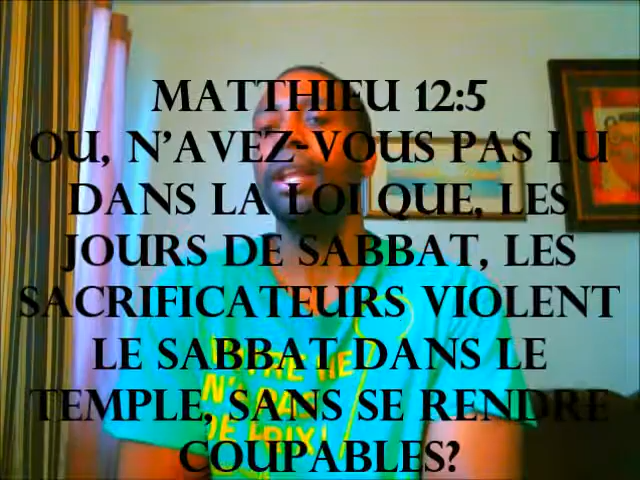 MATTHIEU 12:5
OU, N'AVEZ-VOUS PAS LU
DANS LA LOI QUE, LES
JOURS DE SABBAT, LES
SACRIFICATEURS VIOLENT
LE SABBAT DANS LE
TEMPLE, SANS SE RENDRE
COUPABLES?